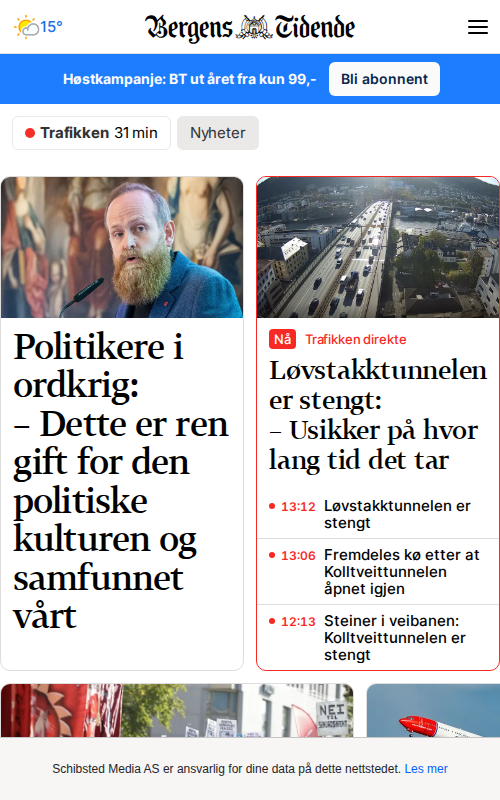 15°
Bergens Tidende
Høstkampanje: BT ut året fra kun 99,-
Bli abonnent
Trafikken 31 min
Nyheter
Politikere i
ordkrig:
– Dette er ren
gift for den
politiske
kulturen og
samfunnet
vårt
Nå Trafikken direkte
Løvstakktunnelen
er stengt:
– Usikker på hvor
lang tid det tar
13:12 Løvstakktunnelen er
stengt
13:06 Fremdeles kø etter at
Kolltveittunnelen
åpnet igjen
12:13 Steiner i veibanen:
Kolltveittunnelen er
stengt
NEI
TIL
Schibsted Media AS er ansvarlig for dine data på dette nettstedet. Les mer